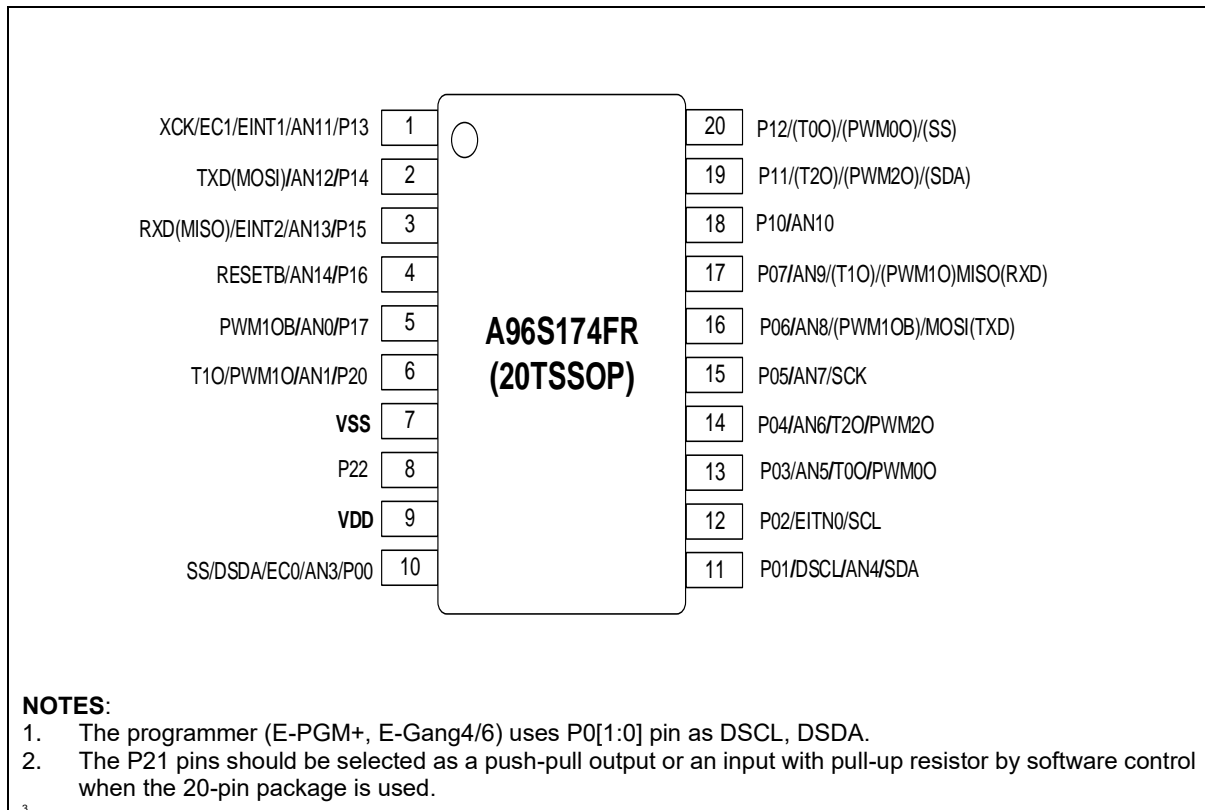 XCK/EC1/EINT1/AN11/P13 1
20 P12/(T0O)/(PWM0O)/(SS)
TXD(MOSI)/AN12/P14 2
19 P11/(T2O)/(PWM2O)/(SDA)
RXD(MISO)/EINT2/AN13/P15 3
18 P10/AN10
RESETB/AN14/P16 4
17 P07/AN9/(T1O)/(PWM1O)MISO(RXD)
PWM1OB/AN0/P17 5
16 P06/AN8/(PWM1OB)/MOSI(TXD)
A96S174FR
(20TSSOP)
T1O/PWM1O/AN1/P20 6
15 P05/AN7/SCK
VSS 7
14 P04/AN6/T2O/PWM2O
P22 8
13 P03/AN5/T0O/PWM0O
VDD 9
12 P02/EITN0/SCL
SS/DSDA/EC0/AN3/P00 10
11 P01/DSCL/AN4/SDA
NOTES:
1. The programmer (E-PGM+, E-Gang4/6) uses P0[1:0] pin as DSCL, DSDA.
2. The P21 pins should be selected as a push-pull output or an input with pull-up resistor by software control
when the 20-pin package is used.
3